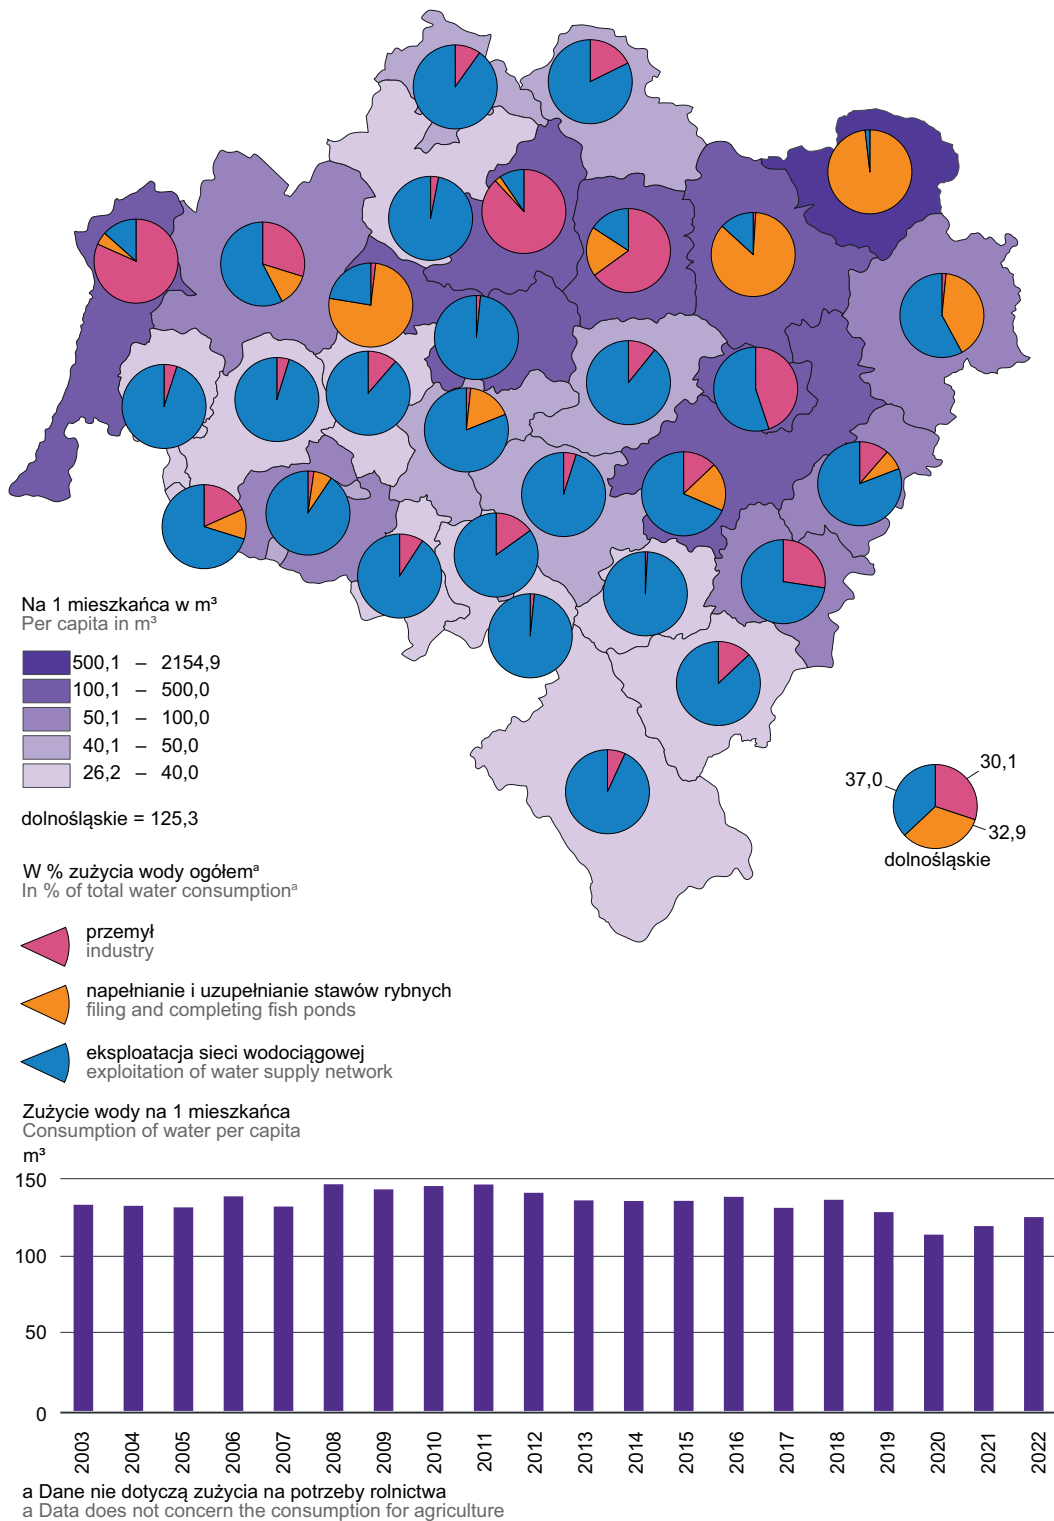 Na 1 mieszkańca w m³
Per capita in m³
500,1 – 2154,9
100,1 – 500,0
50,1 – 100,0
40,1 – 50,0
26,2 – 40,0
dolnośląskie = 125,3
30,1
37,0
32,9
dolnośląskie
W % zużycia wody ogółemᵃ
In % of total water consumptionᵃ
przemył
industry
napełnianie i uzupełnianie stawów rybnych
filing and completing fish ponds
eksploatacja sieci wodociągowej
exploitation of water supply network
Zużycie wody na 1 mieszkańca
Consumption of water per capita
m³
150
100
50
0
2003 2004 2005 2006 2007 2008 2009 2010 2011 2012 2013 2014 2015 2016 2017 2018 2019 2020 2021 2022
a Dane nie dotyczą zużycia na potrzeby rolnictwa
a Data does not concern the consumption for agriculture